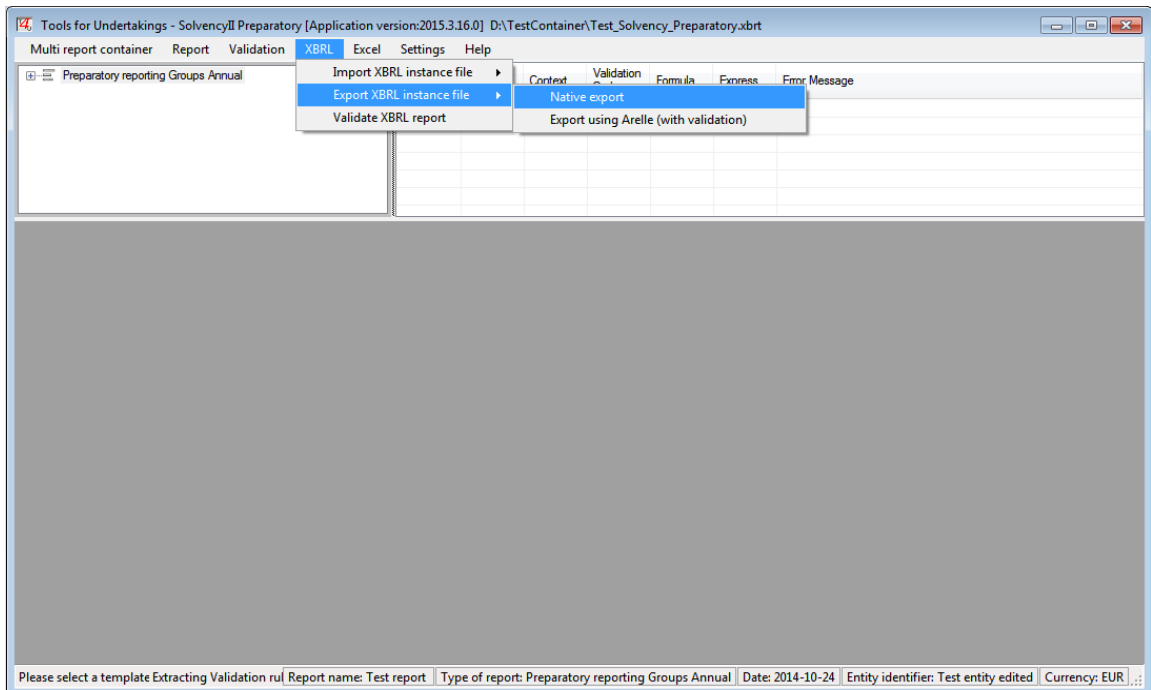 Tools for Undertakings - SolvencyII Preparatory [Application version:2015.3.16.0] D:\TestContainer\Test_Solvency_Preparatory.xbrt
Multi report container Report Validation XBRL Excel Settings Help
Preparatory reporting Groups Annual
Import XBRL instance file
Export XBRL instance file
Validate XBRL report
Native export
Export using Arelle (with validation)
Context Validation Formula Express Error Message
Please select a template Extracting Validation rul Report name: Test report Type of report: Preparatory reporting Groups Annual Date: 2014-10-24 Entity identifier: Test entity edited Currency: EUR